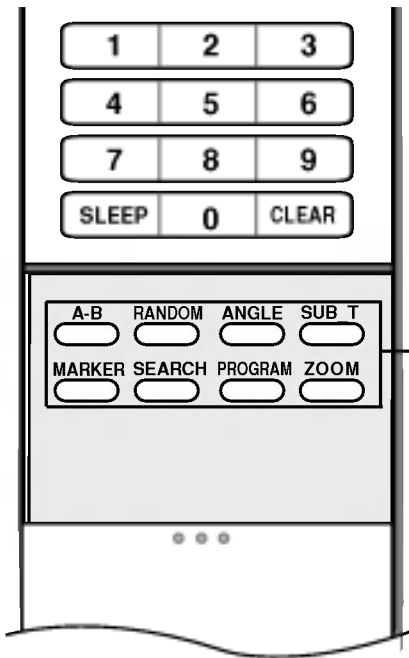 1 2 3
4 5 6
7 8 9
SLEEP 0 CLEAR
A-B RANDOM ANGLE SUB T
MARKER SEARCH PROGRAM ZOOM